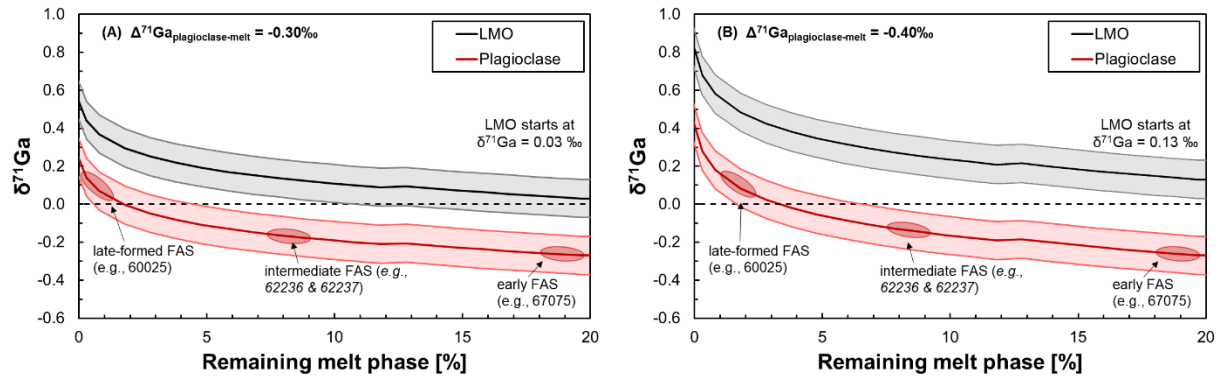 (A) Δ⁷¹Gaplagioclase-melt = -0.30‰
LMO
Plagioclase
LMO starts at
δ⁷¹Ga = 0.03 ‰
late-formed FAS
(e.g., 60025)
intermediate FAS (e.g.,
62236 & 62237)
early FAS
(e.g., 67075)
1.0
0.8
0.6
0.4
0.2
0.0
-0.2
-0.4
-0.6
δ⁷¹Ga
0 5 10 15 20
Remaining melt phase [%]
(B) Δ⁷¹Gaplagioclase-melt = -0.40‰
LMO
Plagioclase
LMO starts at
δ⁷¹Ga = 0.13 ‰
late-formed FAS
(e.g., 60025)
intermediate FAS (e.g.,
62236 & 62237)
early FAS
(e.g., 67075)
1.0
0.8
0.6
0.4
0.2
0.0
-0.2
-0.4
-0.6
δ⁷¹Ga
0 5 10 15 20
Remaining melt phase [%]